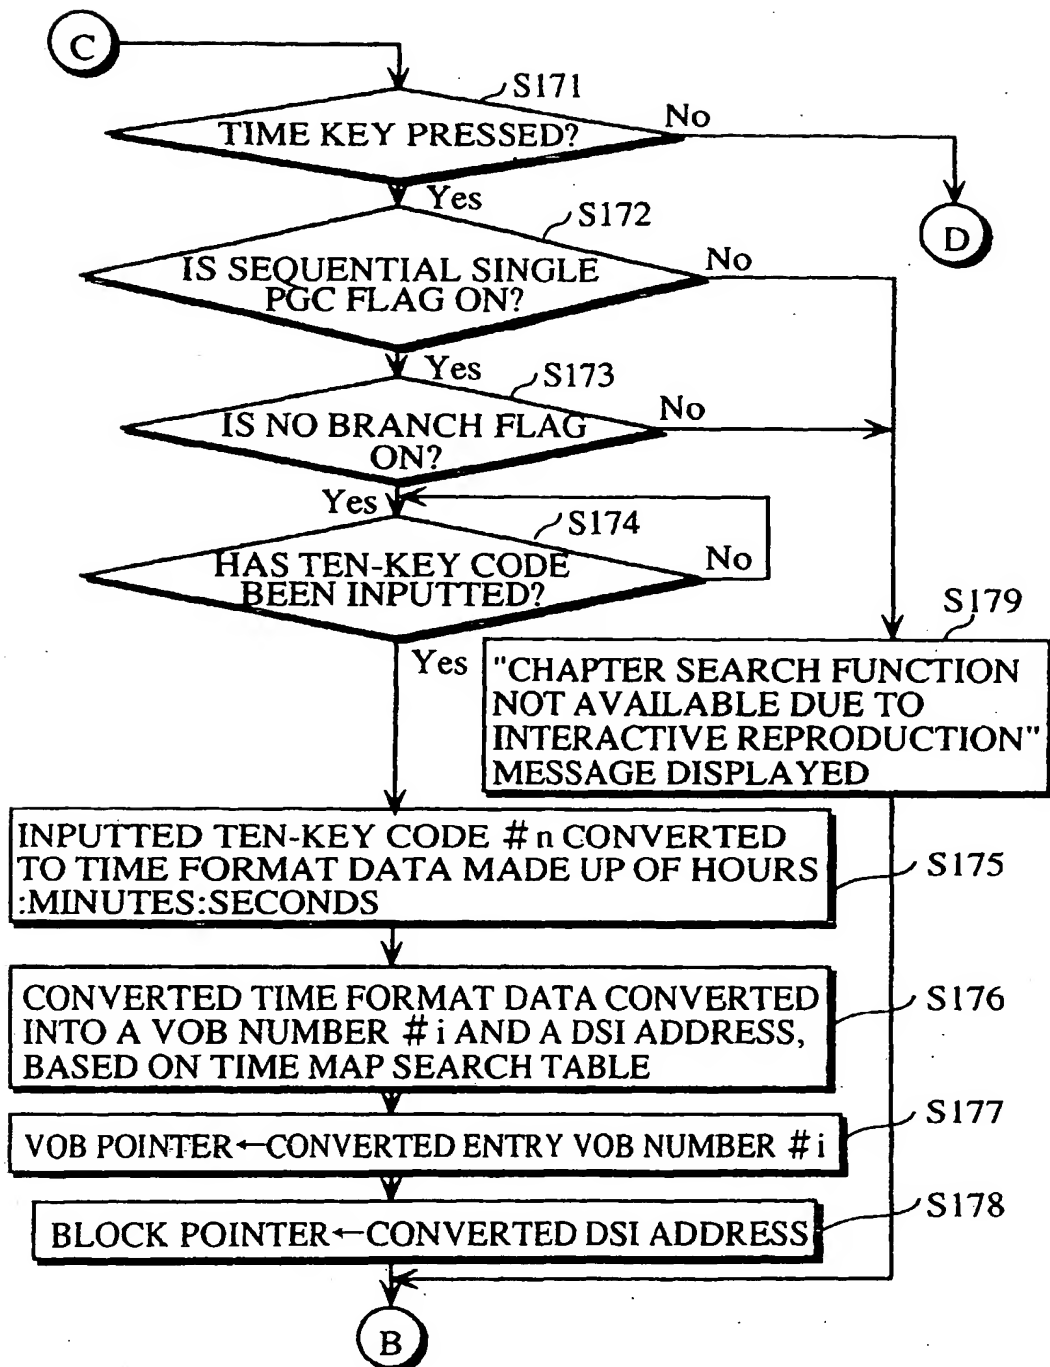 C
S171
TIME KEY PRESSED?
No
Yes
D
S172
IS SEQUENTIAL SINGLE
PGC FLAG ON?
No
Yes
S173
IS NO BRANCH FLAG
ON?
No
Yes
S174
HAS TEN-KEY CODE
BEEN INPUTTED?
No
Yes
S179
"CHAPTER SEARCH FUNCTION
NOT AVAILABLE DUE TO
INTERACTIVE REPRODUCTION"
MESSAGE DISPLAYED
INPUTTED TEN-KEY CODE #n CONVERTED
TO TIME FORMAT DATA MADE UP OF HOURS
:MINUTES:SECONDS
S175
CONVERTED TIME FORMAT DATA CONVERTED
INTO A VOB NUMBER #i AND A DSI ADDRESS,
BASED ON TIME MAP SEARCH TABLE
S176
VOB POINTER←CONVERTED ENTRY VOB NUMBER #i
S177
BLOCK POINTER←CONVERTED DSI ADDRESS
S178
B